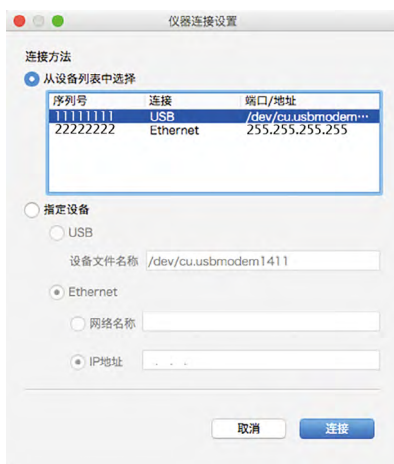 仪器连接设置
连接方法
从设备列表中选择
序列号 连接 端口/地址
11111111 USB /dev/cu.usbmodem…
22222222 Ethernet 255.255.255.255
指定设备
USB
设备文件名称 /dev/cu.usbmodem1411
Ethernet
网络名称
IP地址 . . .
取消 连接